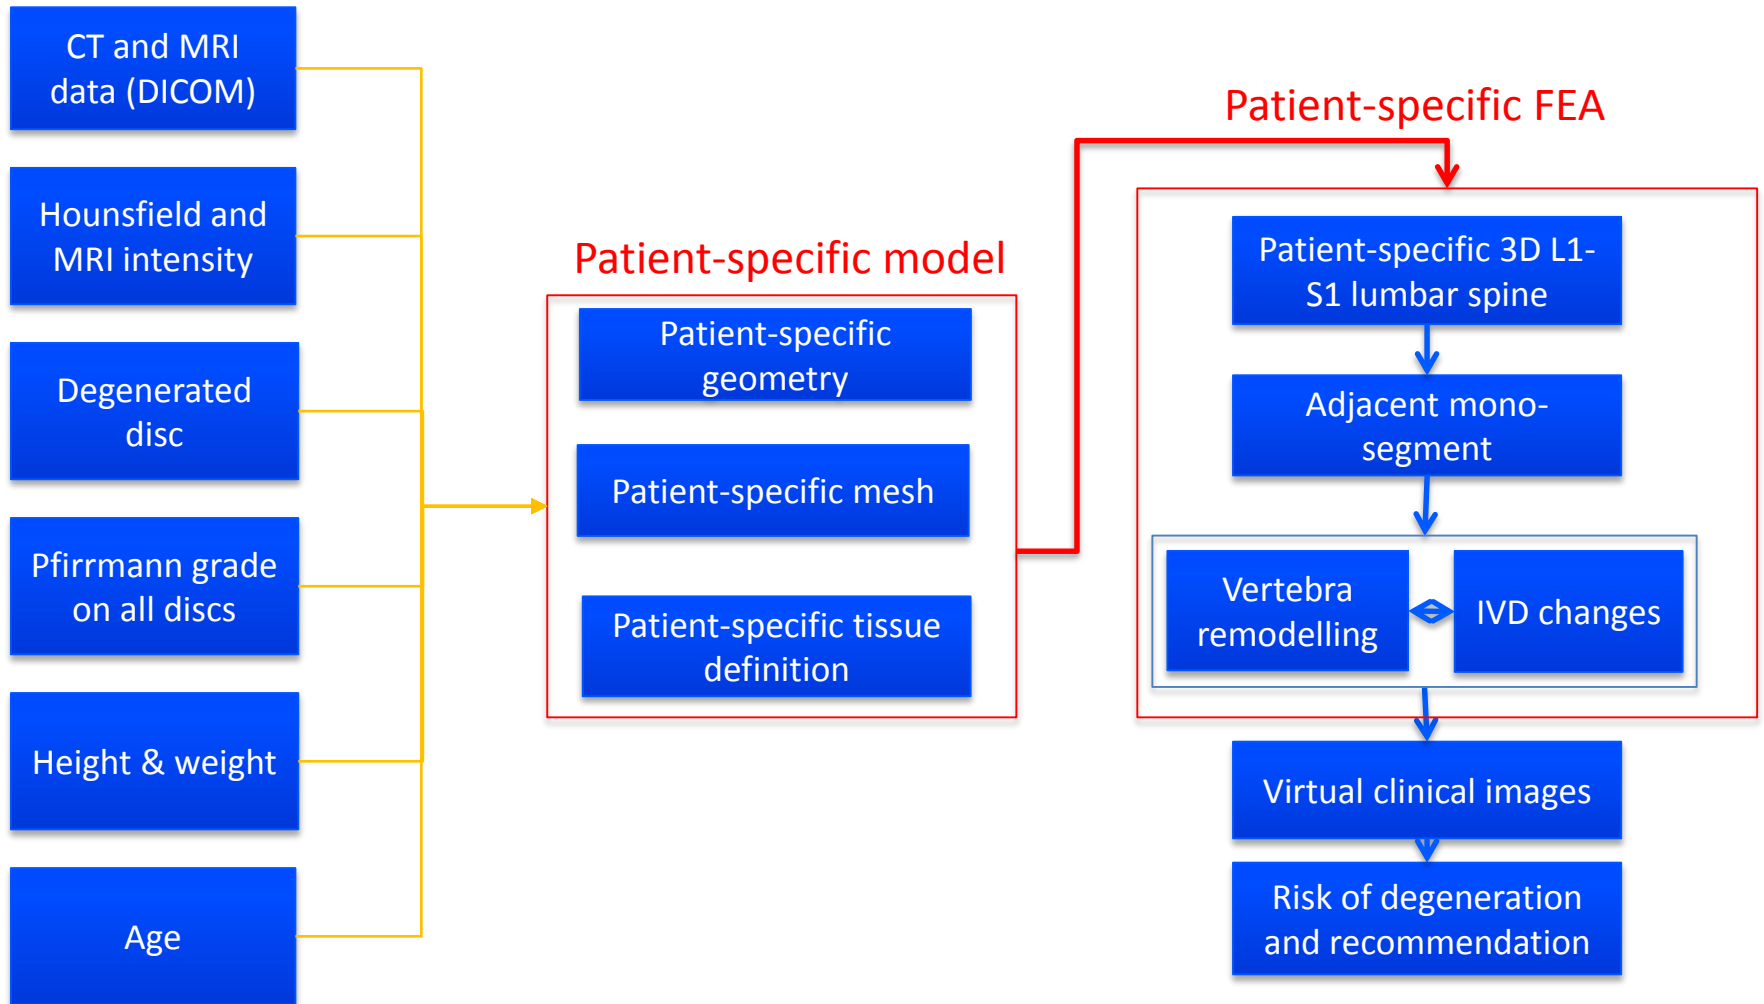 CT and MRI
data (DICOM)
Hounsfield and
MRI intensity
Degenerated
disc
Pfirrmann grade
on all discs
Height & weight
Age
Patient-specific model
Patient-specific
geometry
Patient-specific mesh
Patient-specific tissue
definition
Patient-specific FEA
Patient-specific 3D L1-
S1 lumbar spine
Adjacent mono-
segment
Vertebra
remodelling
IVD changes
Virtual clinical images
Risk of degeneration
and recommendation